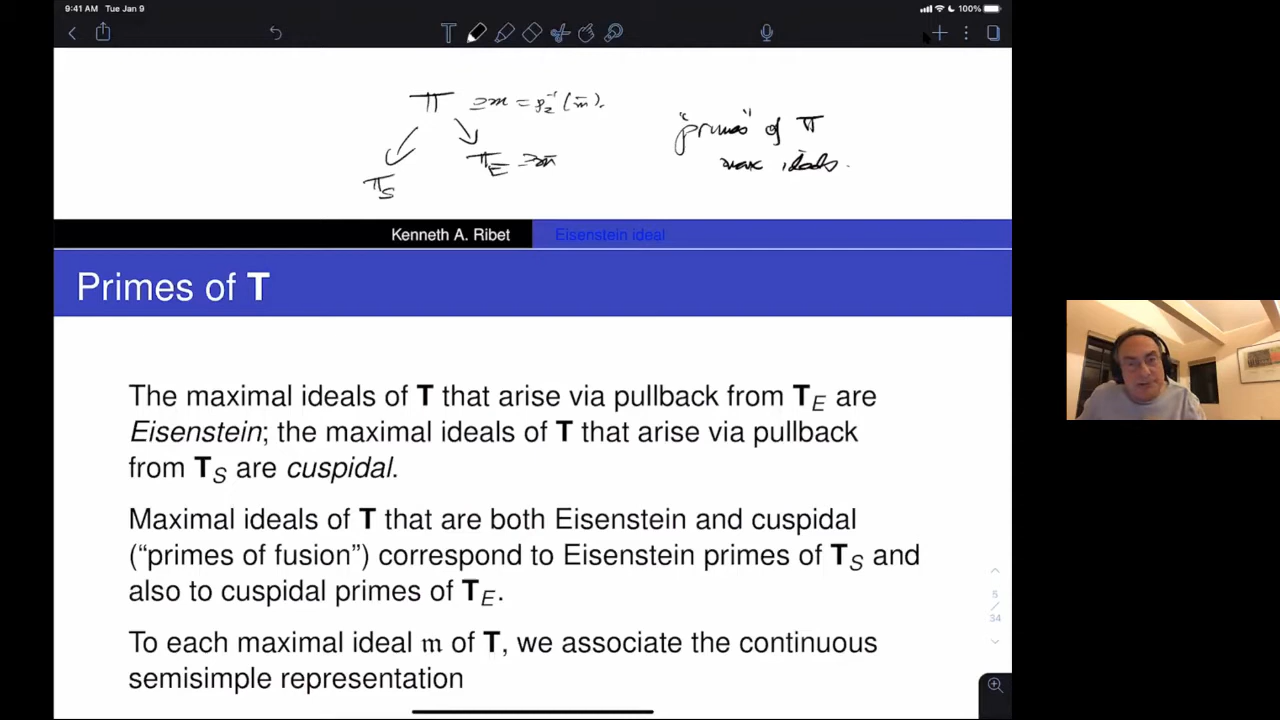 9:41 AM Tue Jan 9
100%
T
"primes" of T
max ideals.
T_S
T_E
Kenneth A. Ribet
Eisenstein ideal
Primes of T
The maximal ideals of T that arise via pullback from T_E are
Eisenstein; the maximal ideals of T that arise via pullback
from T_S are cuspidal.
Maximal ideals of T that are both Eisenstein and cuspidal
(“primes of fusion”) correspond to Eisenstein primes of T_S and
also to cuspidal primes of T_E.
To each maximal ideal 𝔪 of T, we associate the continuous
semisimple representation
5
/
34